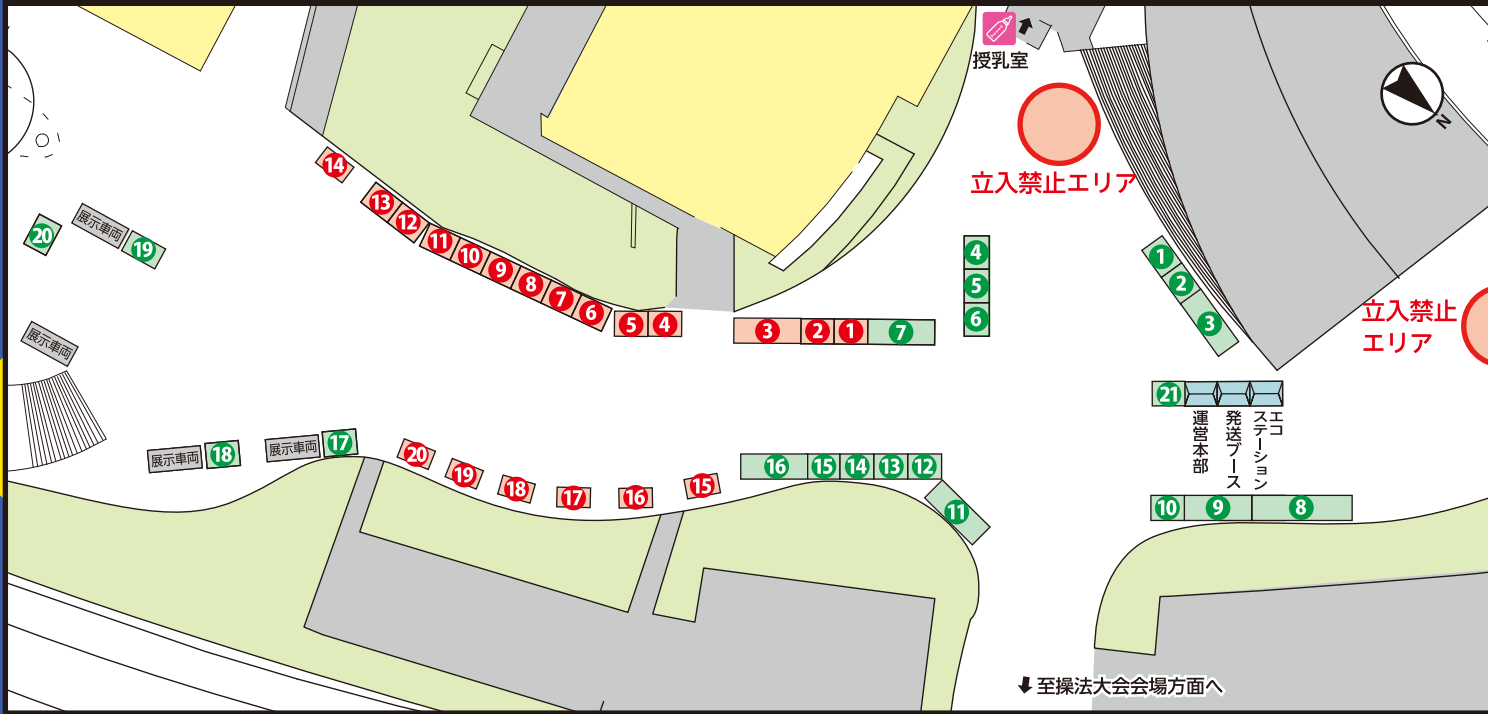 授乳室
立入禁止エリア
N
14
13
12
11
10
9
8
7
6
5
4
3
2
1
7
4
5
6
1
2
3
立入禁止
エリア
20
展示車両
19
展示車両
展示車両
18
展示車両
17
20
19
18
17
16
15
16
15
14
13
12
11
21
運営本部
発送ブース
エコ
ステーション
10
9
8
至操法大会会場方面へ